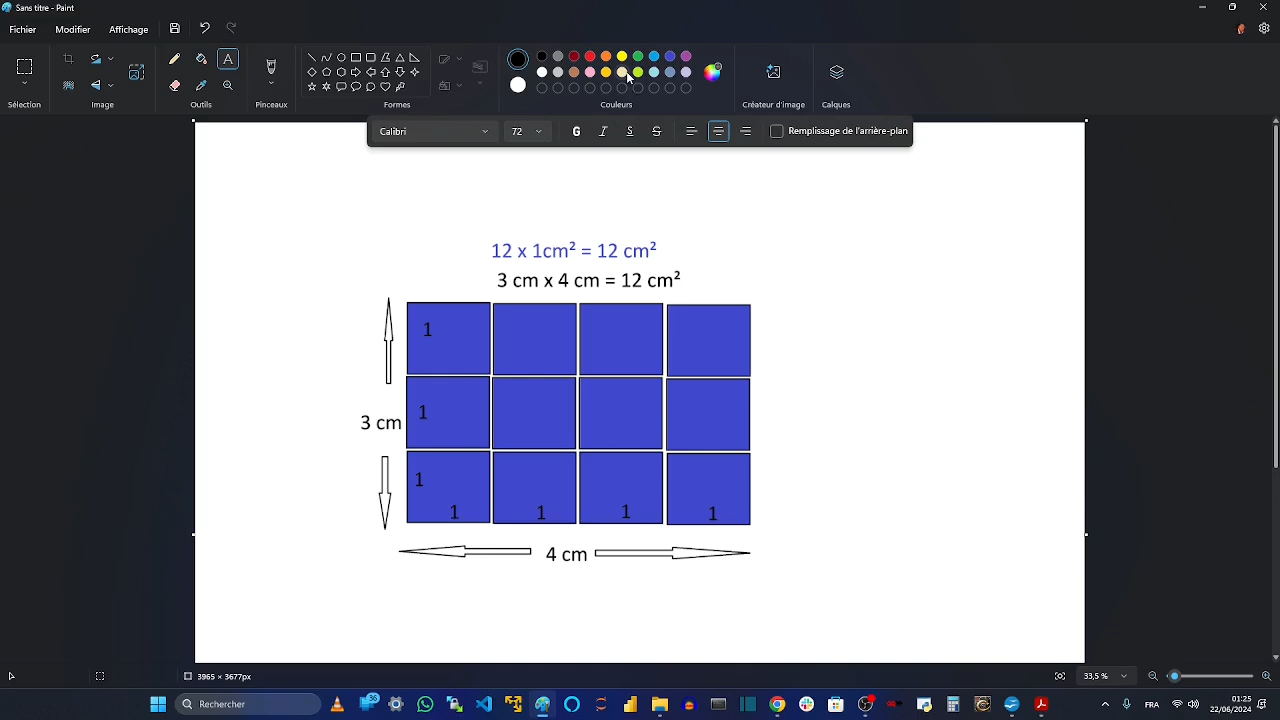 Sans titre - Paint
Fichier Modifier Affichage
Sélection Image Outils Pinceaux Formes Couleurs Créateur d'image Calques
Calibri 72 G I S S Remplissage de l'arrière-plan
12 x 1cm² = 12 cm²
3 cm x 4 cm = 12 cm²
1
1
3 cm
1
1 1 1 1
4 cm
3965 × 3677px 33,3%
Rechercher 36 FRA 01:25
22/06/2024